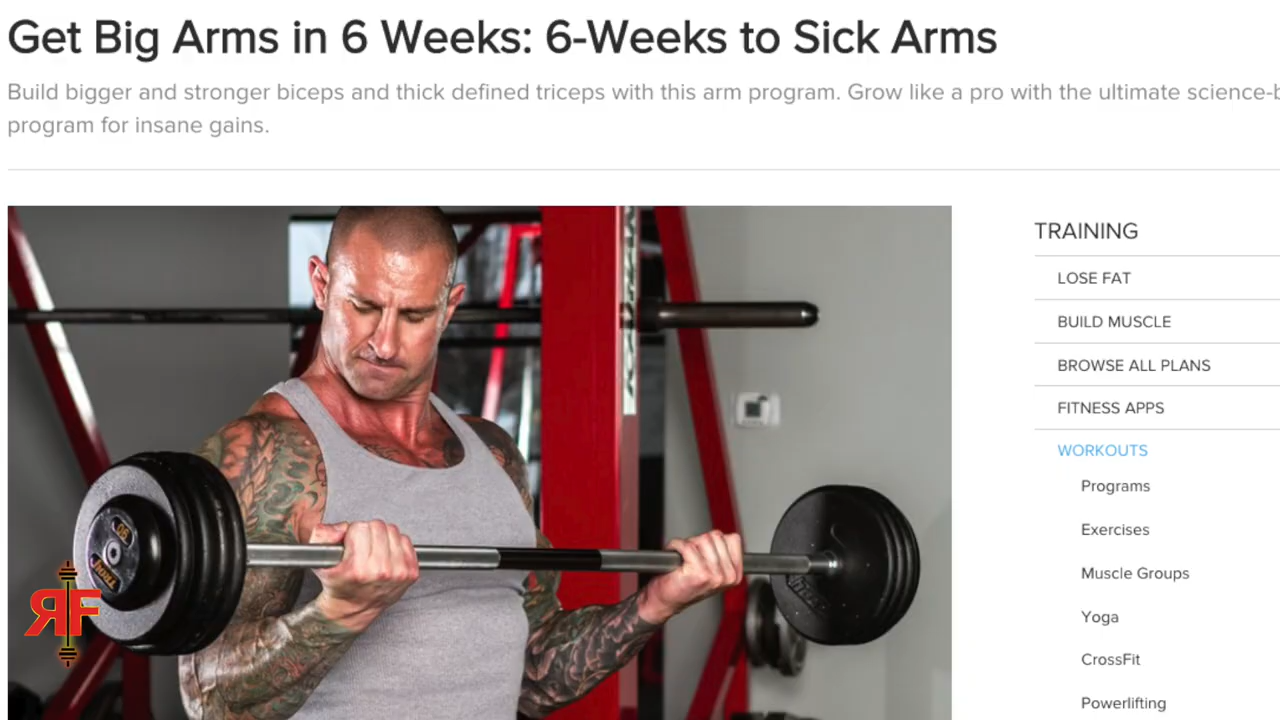 Get Big Arms in 6 Weeks: 6-Weeks to Sick Arms
Build bigger and stronger biceps and thick defined triceps with this arm program. Grow like a pro with the ultimate science-b
program for insane gains.
TRAINING
LOSE FAT
BUILD MUSCLE
BROWSE ALL PLANS
FITNESS APPS
WORKOUTS
Programs
Exercises
Muscle Groups
Yoga
CrossFit
Powerlifting
90
RF